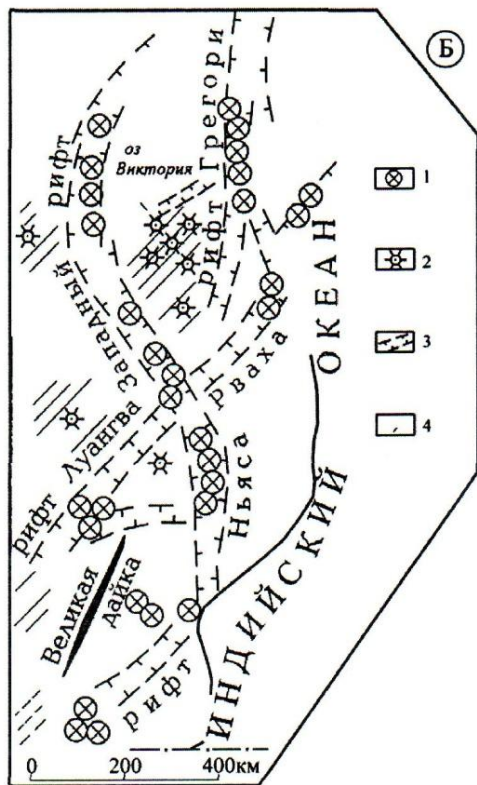 Б
рифт Грегори
оз
Виктория
рифт
Западный
1
2
3
4
ОКЕАН
Рваха
рифт Луангва
Ньяса
Великая
дайка
рифт
ИНДИЙСКИЙ
0 200 400км